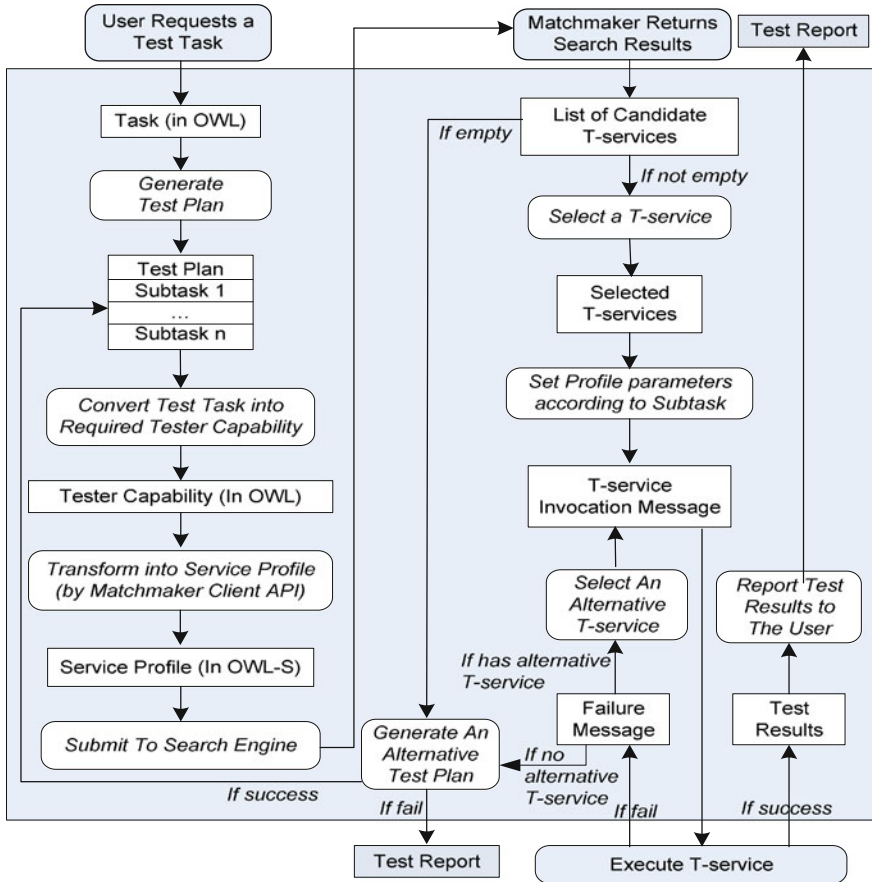 User Requests a
Test Task
Task (in OWL)
Generate
Test Plan
Test Plan
Subtask 1
...
Subtask n
Convert Test Task into
Required Tester Capability
Tester Capability (In OWL)
Transform into Service Profile
(by Matchmaker Client API)
Service Profile (In OWL-S)
Submit To Search Engine
Matchmaker Returns
Search Results
Test Report
List of Candidate
T-services
If empty
If not empty
Select a T-service
Selected
T-services
Set Profile parameters
according to Subtask
T-service
Invocation Message
Select An
Alternative
T-service
Report Test
Results to
The User
If has alternative
T-service
Failure
Message
Test
Results
Generate An
Alternative
Test Plan
If no
alternative
T-service
If success
If fail
If fail
If success
Test Report
Execute T-service